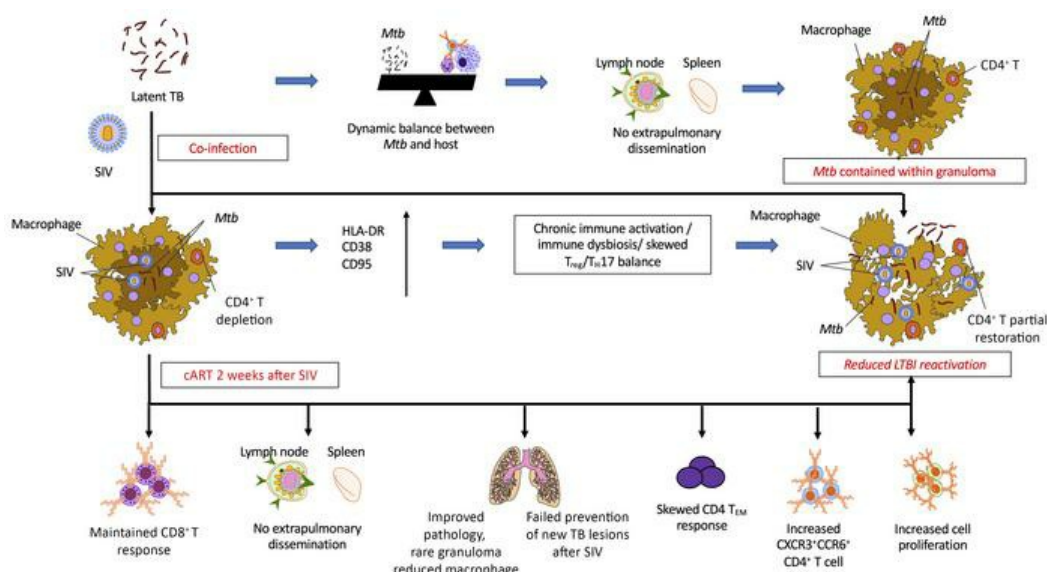 Latent TB
SIV
Co-infection
Mtb
Dynamic balance between
Mtb and host
Lymph node
Spleen
No extrapulmonary
dissemination
Macrophage
Mtb
CD4⁺ T
Mtb contained within granuloma
Macrophage
Mtb
SIV
CD4⁺ T
depletion
HLA-DR
CD38
CD95
Chronic immune activation /
immune dysbiosis/ skewed
Treg/TH17 balance
Macrophage
SIV
Mtb
CD4⁺ T partial
restoration
Reduced LTBI reactivation
cART 2 weeks after SIV
Maintained CD8⁺ T
response
Lymph node
Spleen
No extrapulmonary
dissemination
Improved
pathology,
rare granuloma
reduced macrophage
Failed prevention
of new TB lesions
after SIV
Skewed CD4 TEM
response
Increased
CXCR3⁺CCR6⁺
CD4⁺ T cell
Increased cell
proliferation